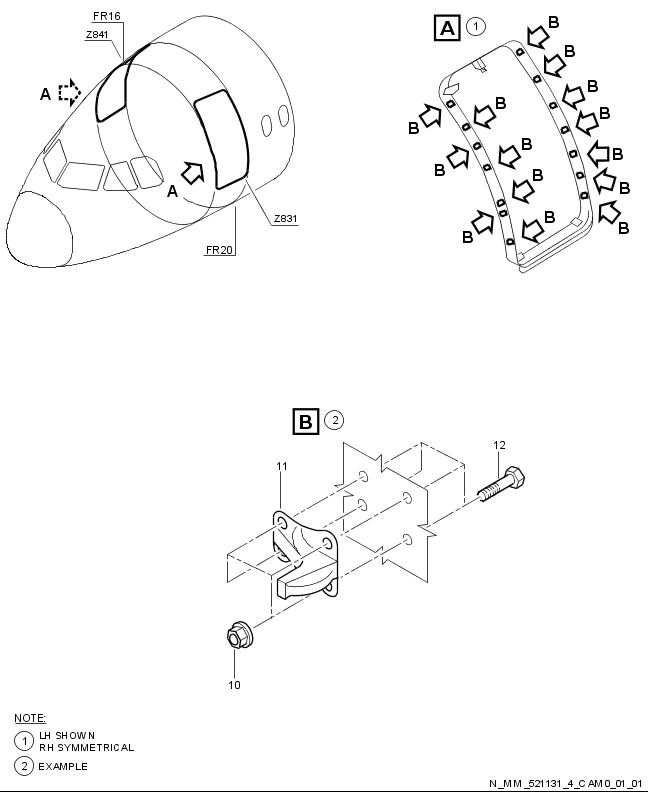 FR16
Z841
A
A
Z831
FR20
A 1
B
B
B
B
B
B
B
B
B
B
B
B
B
B
B 2
12
11
10
NOTE:
1 LH SHOWN
RH SYMMETRICAL
2 EXAMPLE
N_MM_521131_4_CAM0_01_01